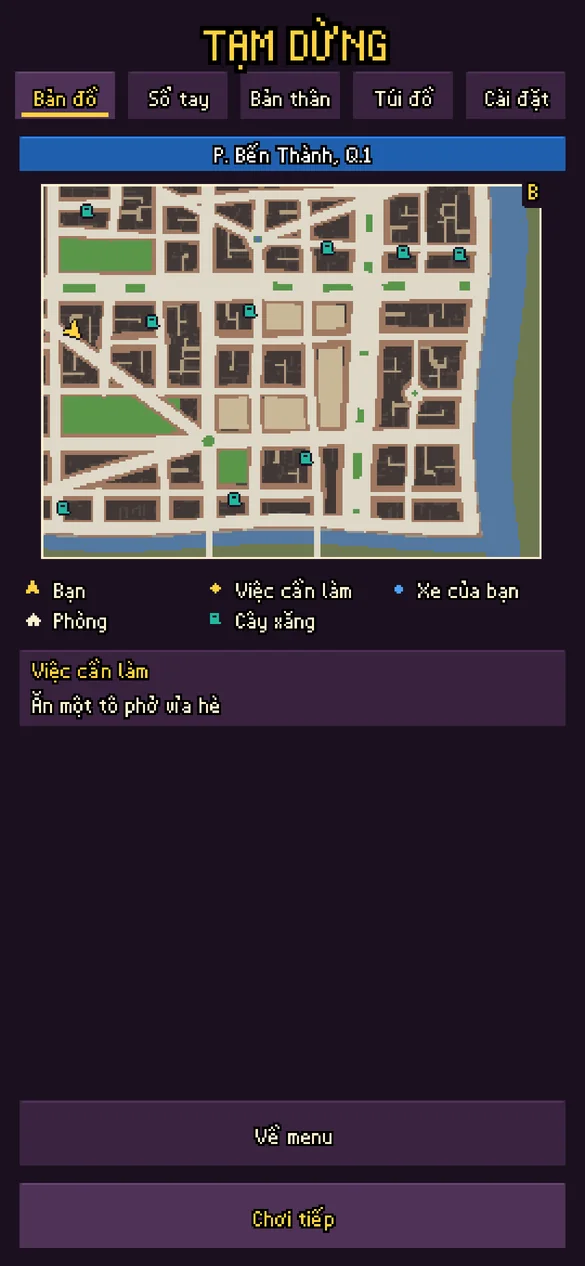 TẠM DỪNG
Bản đồ
Sổ tay
Bản thân
Túi đồ
Cài đặt
P. Bến Thành, Q.1
B
Bạn
Việc cần làm
Xe của bạn
Phòng
Cây xăng
Việc cần làm
Ăn một tô phở vỉa hè
Về menu
Chơi tiếp